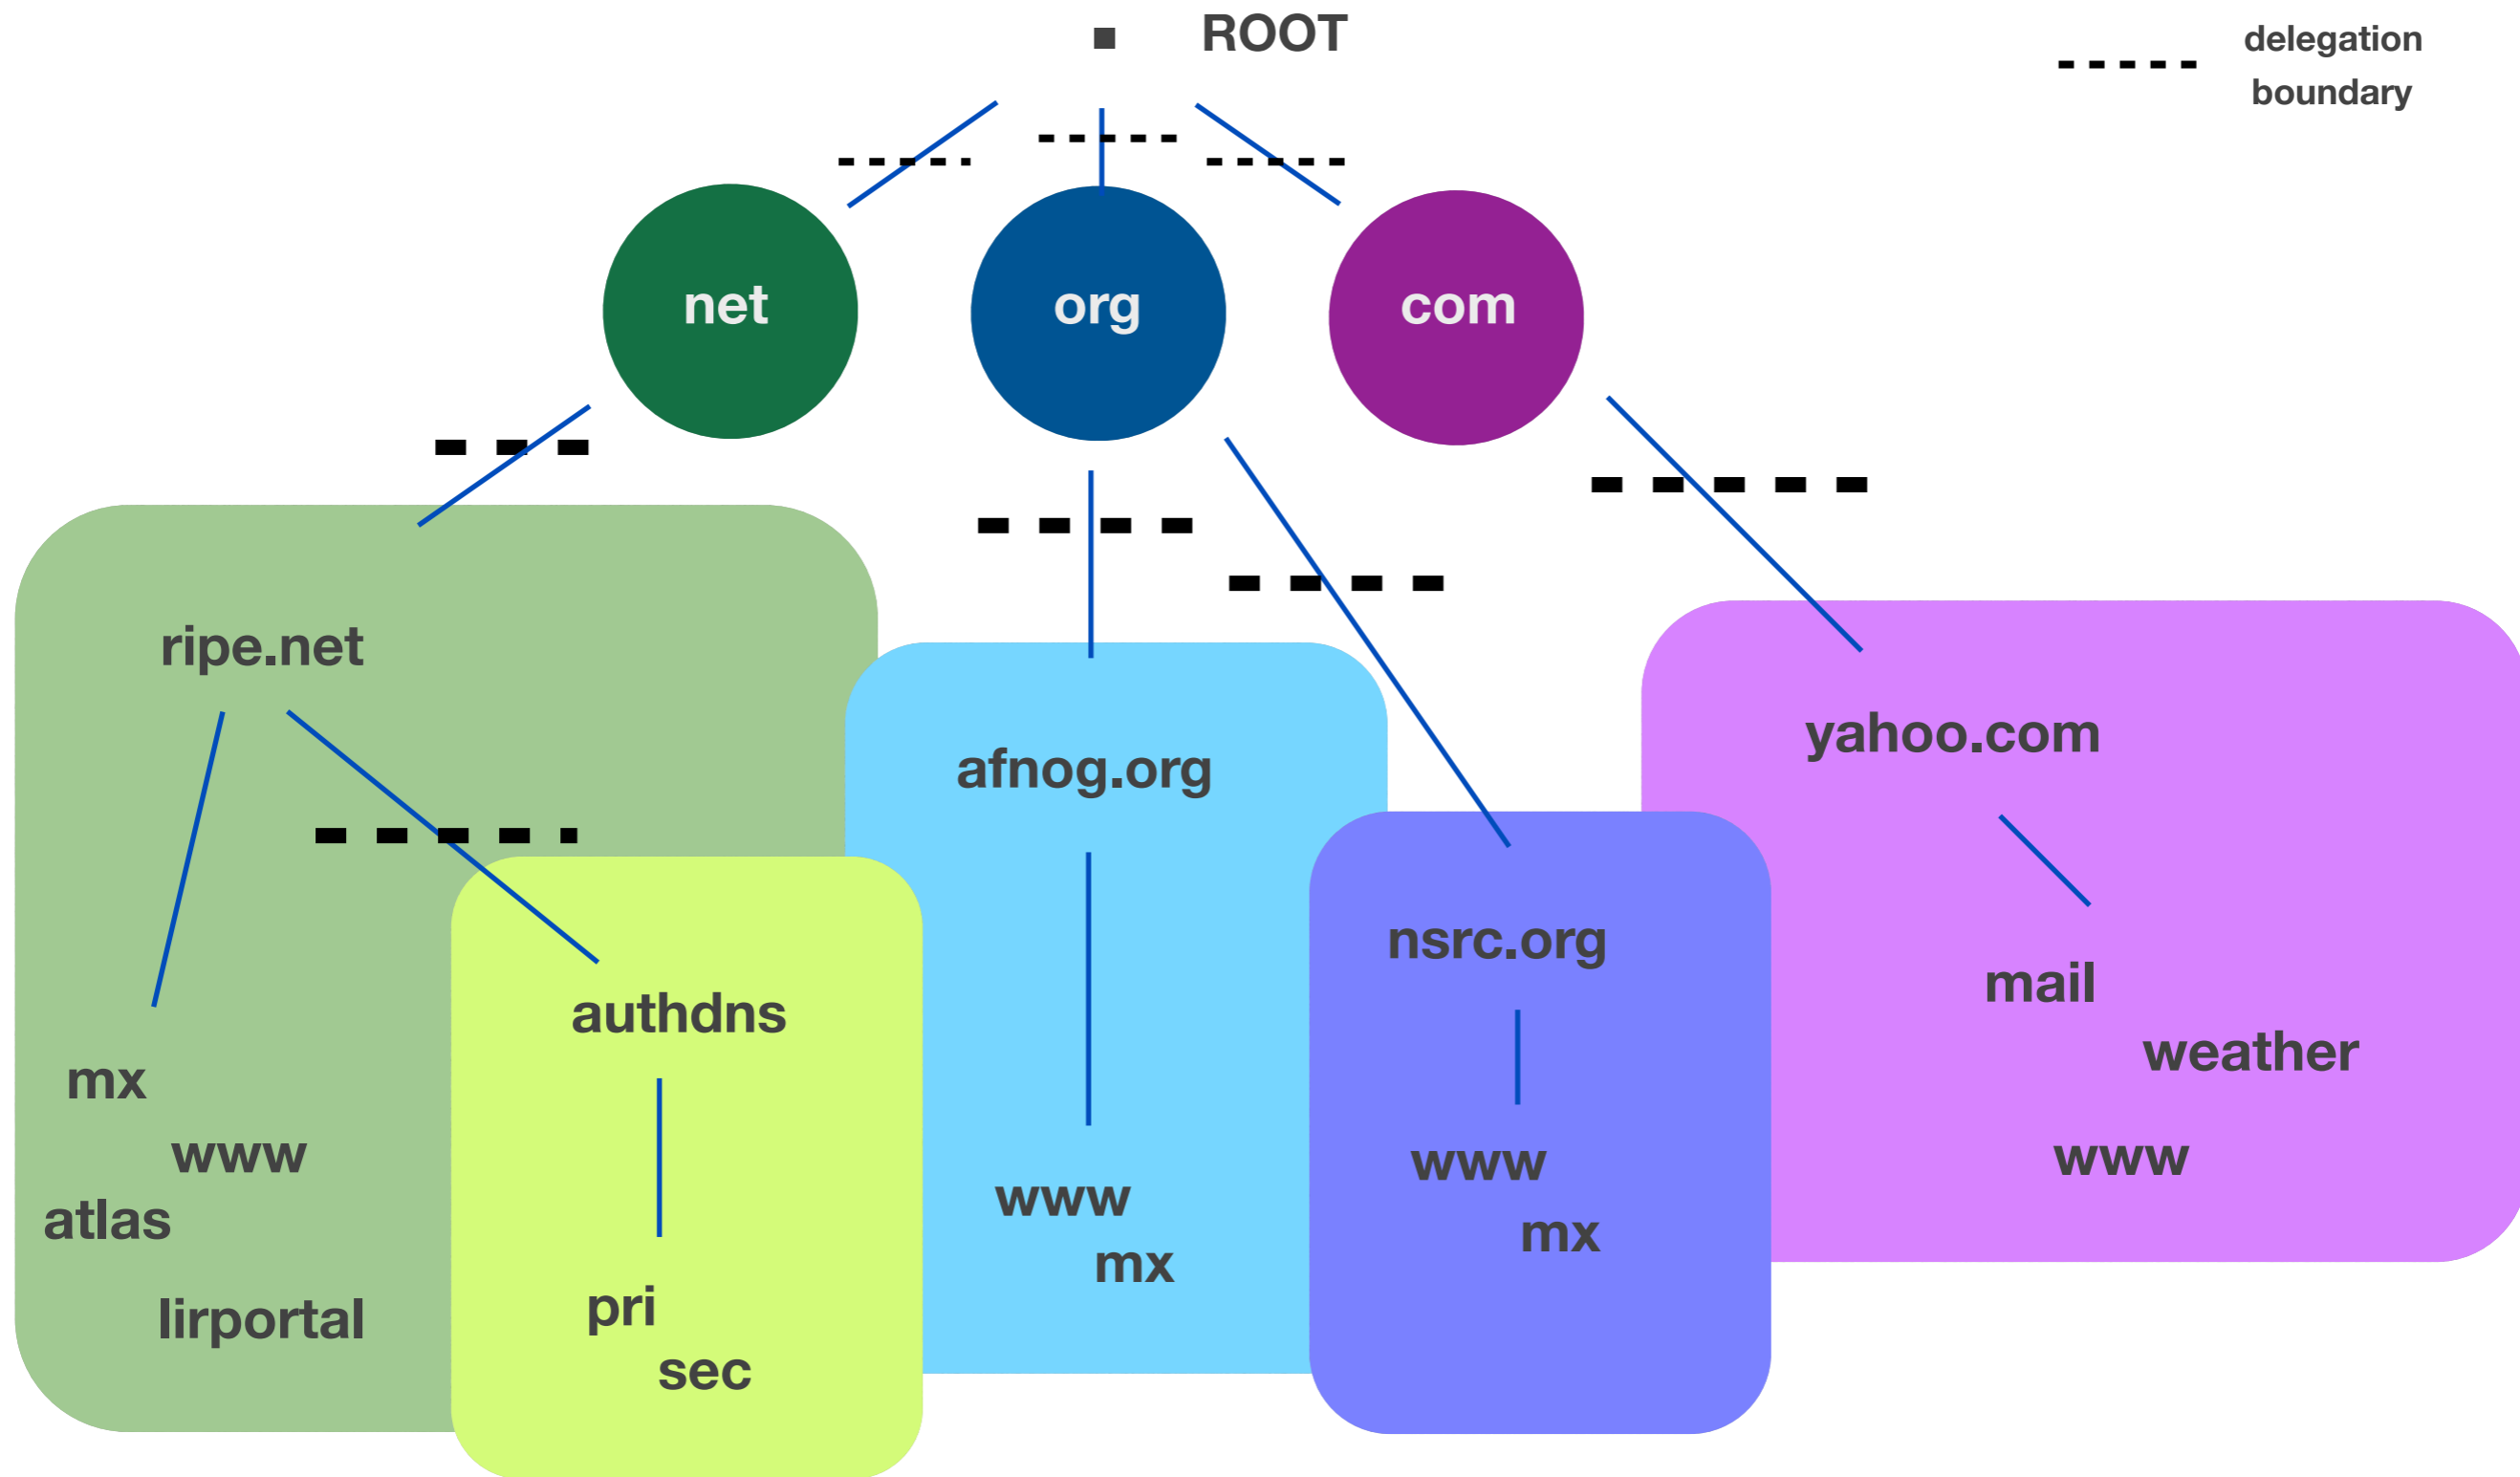 ROOT
delegation
boundary
net
org
com
ripe.net
afnog.org
yahoo.com
nsrc.org
authdns
mx
www
atlas
lirportal
pri
sec
www
mx
www
mx
mail
weather
www